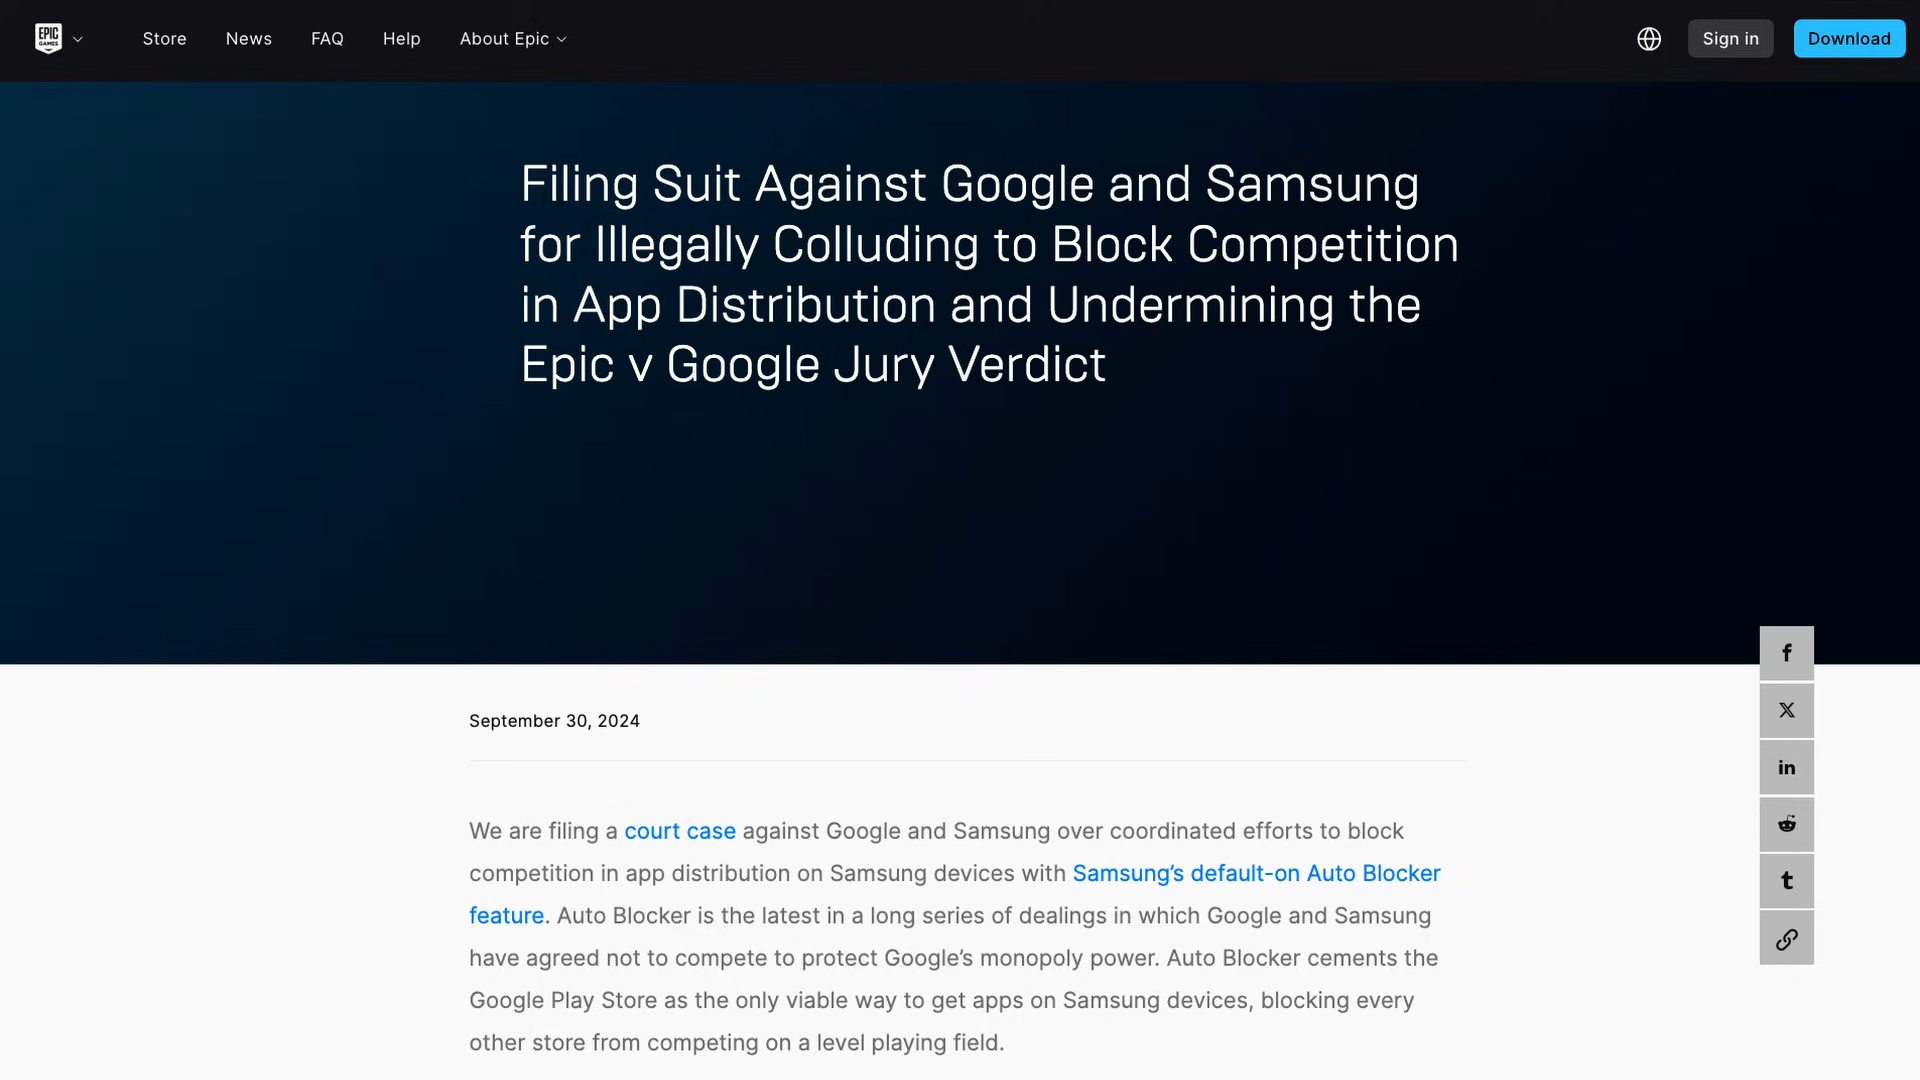 EPIC GAMES
Store News FAQ Help About Epic
Sign in Download
Filing Suit Against Google and Samsung
for Illegally Colluding to Block Competition
in App Distribution and Undermining the
Epic v Google Jury Verdict
September 30, 2024
We are filing a court case against Google and Samsung over coordinated efforts to block
competition in app distribution on Samsung devices with Samsung’s default-on Auto Blocker
feature. Auto Blocker is the latest in a long series of dealings in which Google and Samsung
have agreed not to compete to protect Google’s monopoly power. Auto Blocker cements the
Google Play Store as the only viable way to get apps on Samsung devices, blocking every
other store from competing on a level playing field.